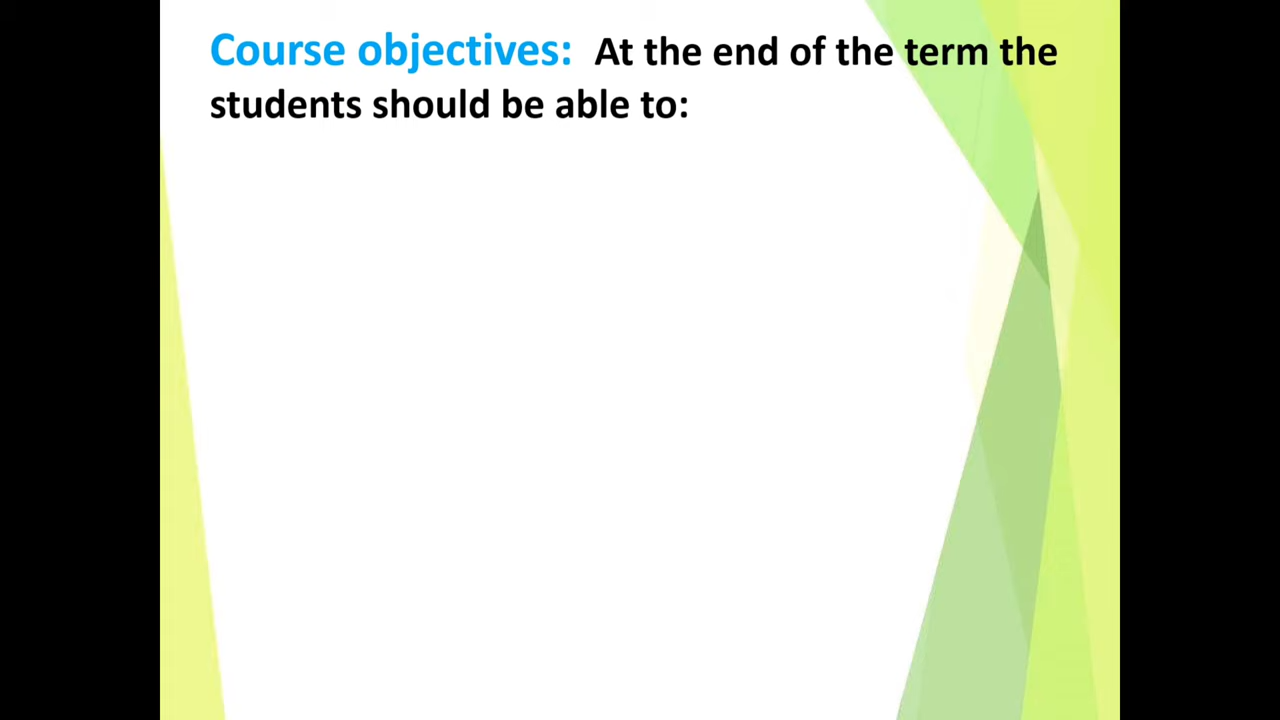 Course objectives: At the end of the term the
students should be able to: